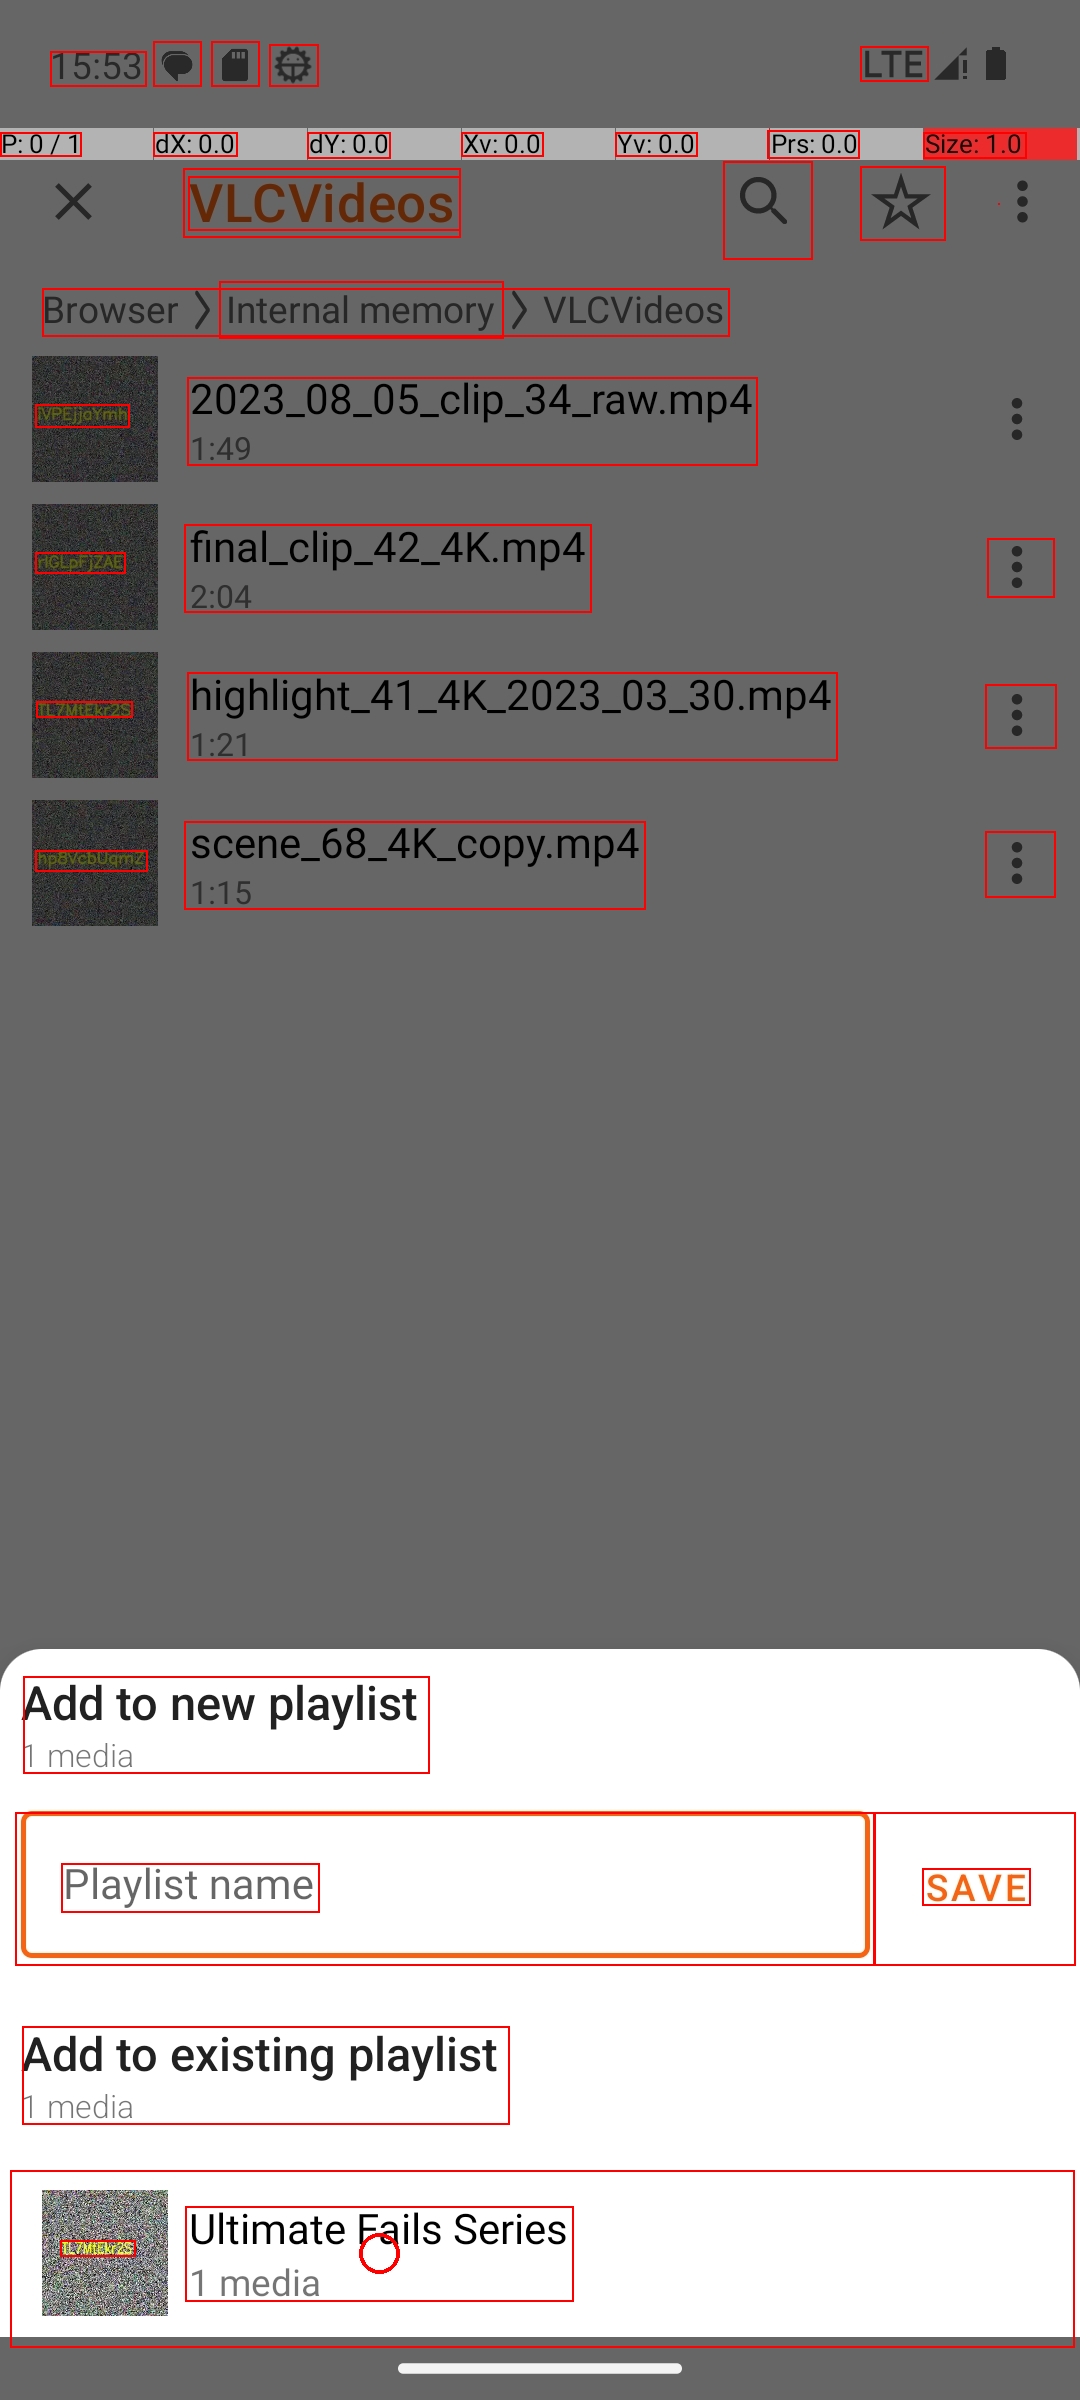 15:53 LTE
P: 0 / 1 dX: 0.0 dY: 0.0 Xv: 0.0 Yv: 0.0 Prs: 0.0 Size: 1.0
VLCVideos
Browser Internal memory VLCVideos
2023_08_05_clip_34_raw.mp4
1:49
final_clip_42_4K.mp4
2:04
highlight_41_4K_2023_03_30.mp4
TL7MtEkr2S
1:21
scene_68_4K_copy.mp4
1:15
Add to new playlist
1 media
Playlist name
SAVE
Add to existing playlist
1 media
Ultimate Fails Series
TL7MtEkr2S
1 media